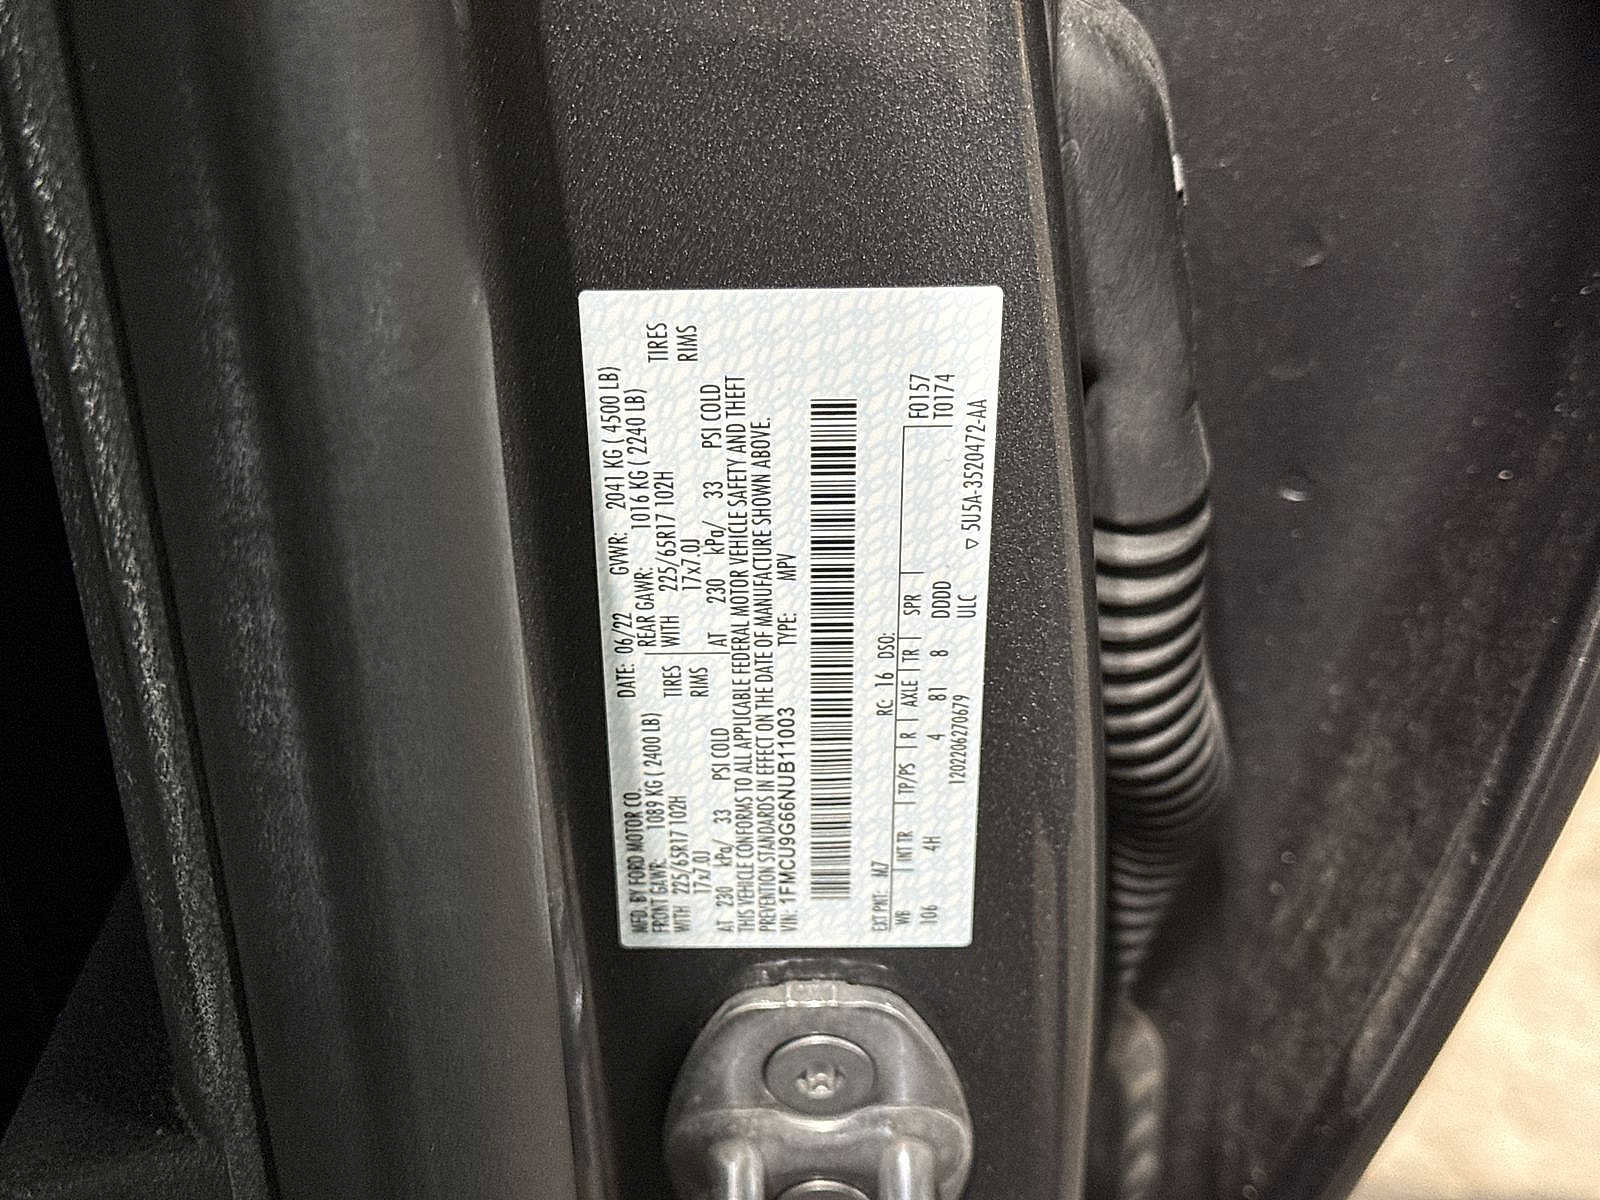 MFD. BY FORD MOTOR CO.
DATE: 06/22 GVWR: 2041 KG ( 4500 LB)
FRONT GAWR: 1089 KG ( 2400 LB) REAR GAWR: 1016 KG ( 2240 LB)
WITH 225/65R17 102H TIRES WITH 225/65R17 102H TIRES
17x7.0J RIMS 17x7.0J RIMS
AT 230 kPa/ 33 PSI COLD AT 230 kPa/ 33 PSI COLD
THIS VEHICLE CONFORMS TO ALL APPLICABLE FEDERAL MOTOR VEHICLE SAFETY AND THEFT
PREVENTION STANDARDS IN EFFECT ON THE DATE OF MANUFACTURE SHOWN ABOVE.
VIN: 1FMCU9G66NUB11003 TYPE: MPV
EXT PNT: MZ RC: 16 DSO:
WB INT TR TP/PS R AXLE TR SPR F0157
106 4H 4 81 8 DDDD T0174
1202206270679 ULC ▽ 5U5A-3520472-AA